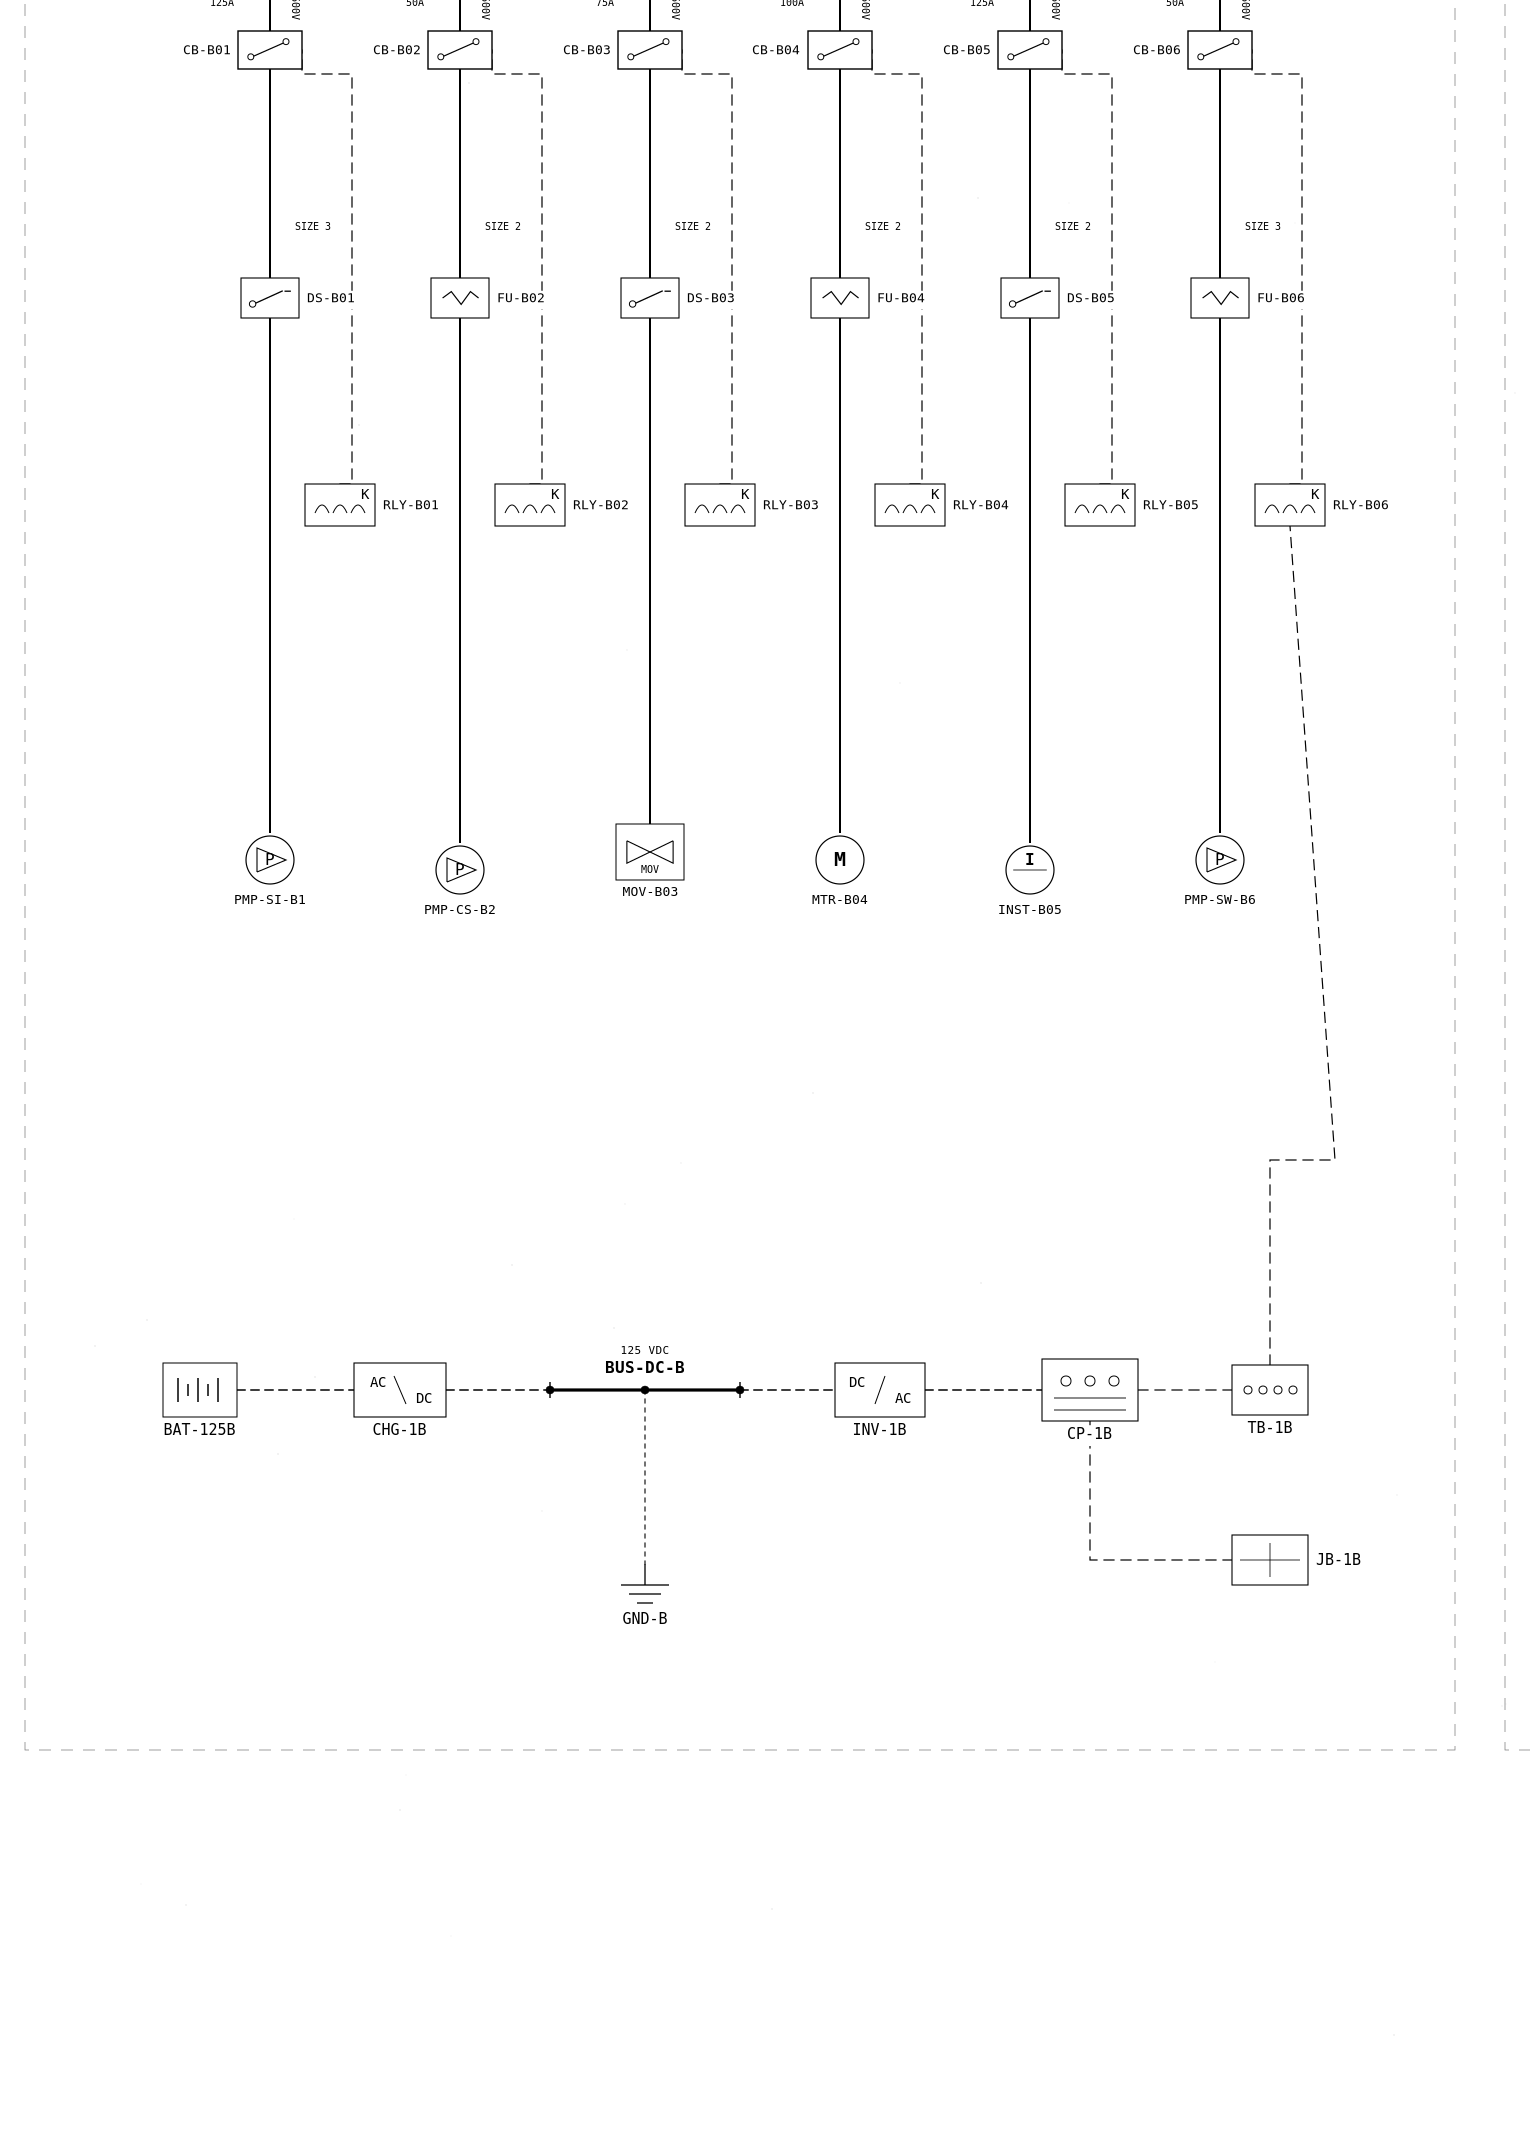 125A 50A 75A 100A 125A 50A
CB-B01 CB-B02 CB-B03 CB-B04 CB-B05 CB-B06
SIZE 3 SIZE 2 SIZE 2 SIZE 2 SIZE 2 SIZE 3
DS-B01 FU-B02 DS-B03 FU-B04 DS-B05 FU-B06
K K K K K K
RLY-B01 RLY-B02 RLY-B03 RLY-B04 RLY-B05 RLY-B06
P P MOV M I P
PMP-SI-B1 PMP-CS-B2 MOV-B03 MTR-B04 INST-B05 PMP-SW-B6
125 VDC
BUS-DC-B
AC DC DC AC
BAT-125B CHG-1B INV-1B CP-1B TB-1B
JB-1B
GND-B